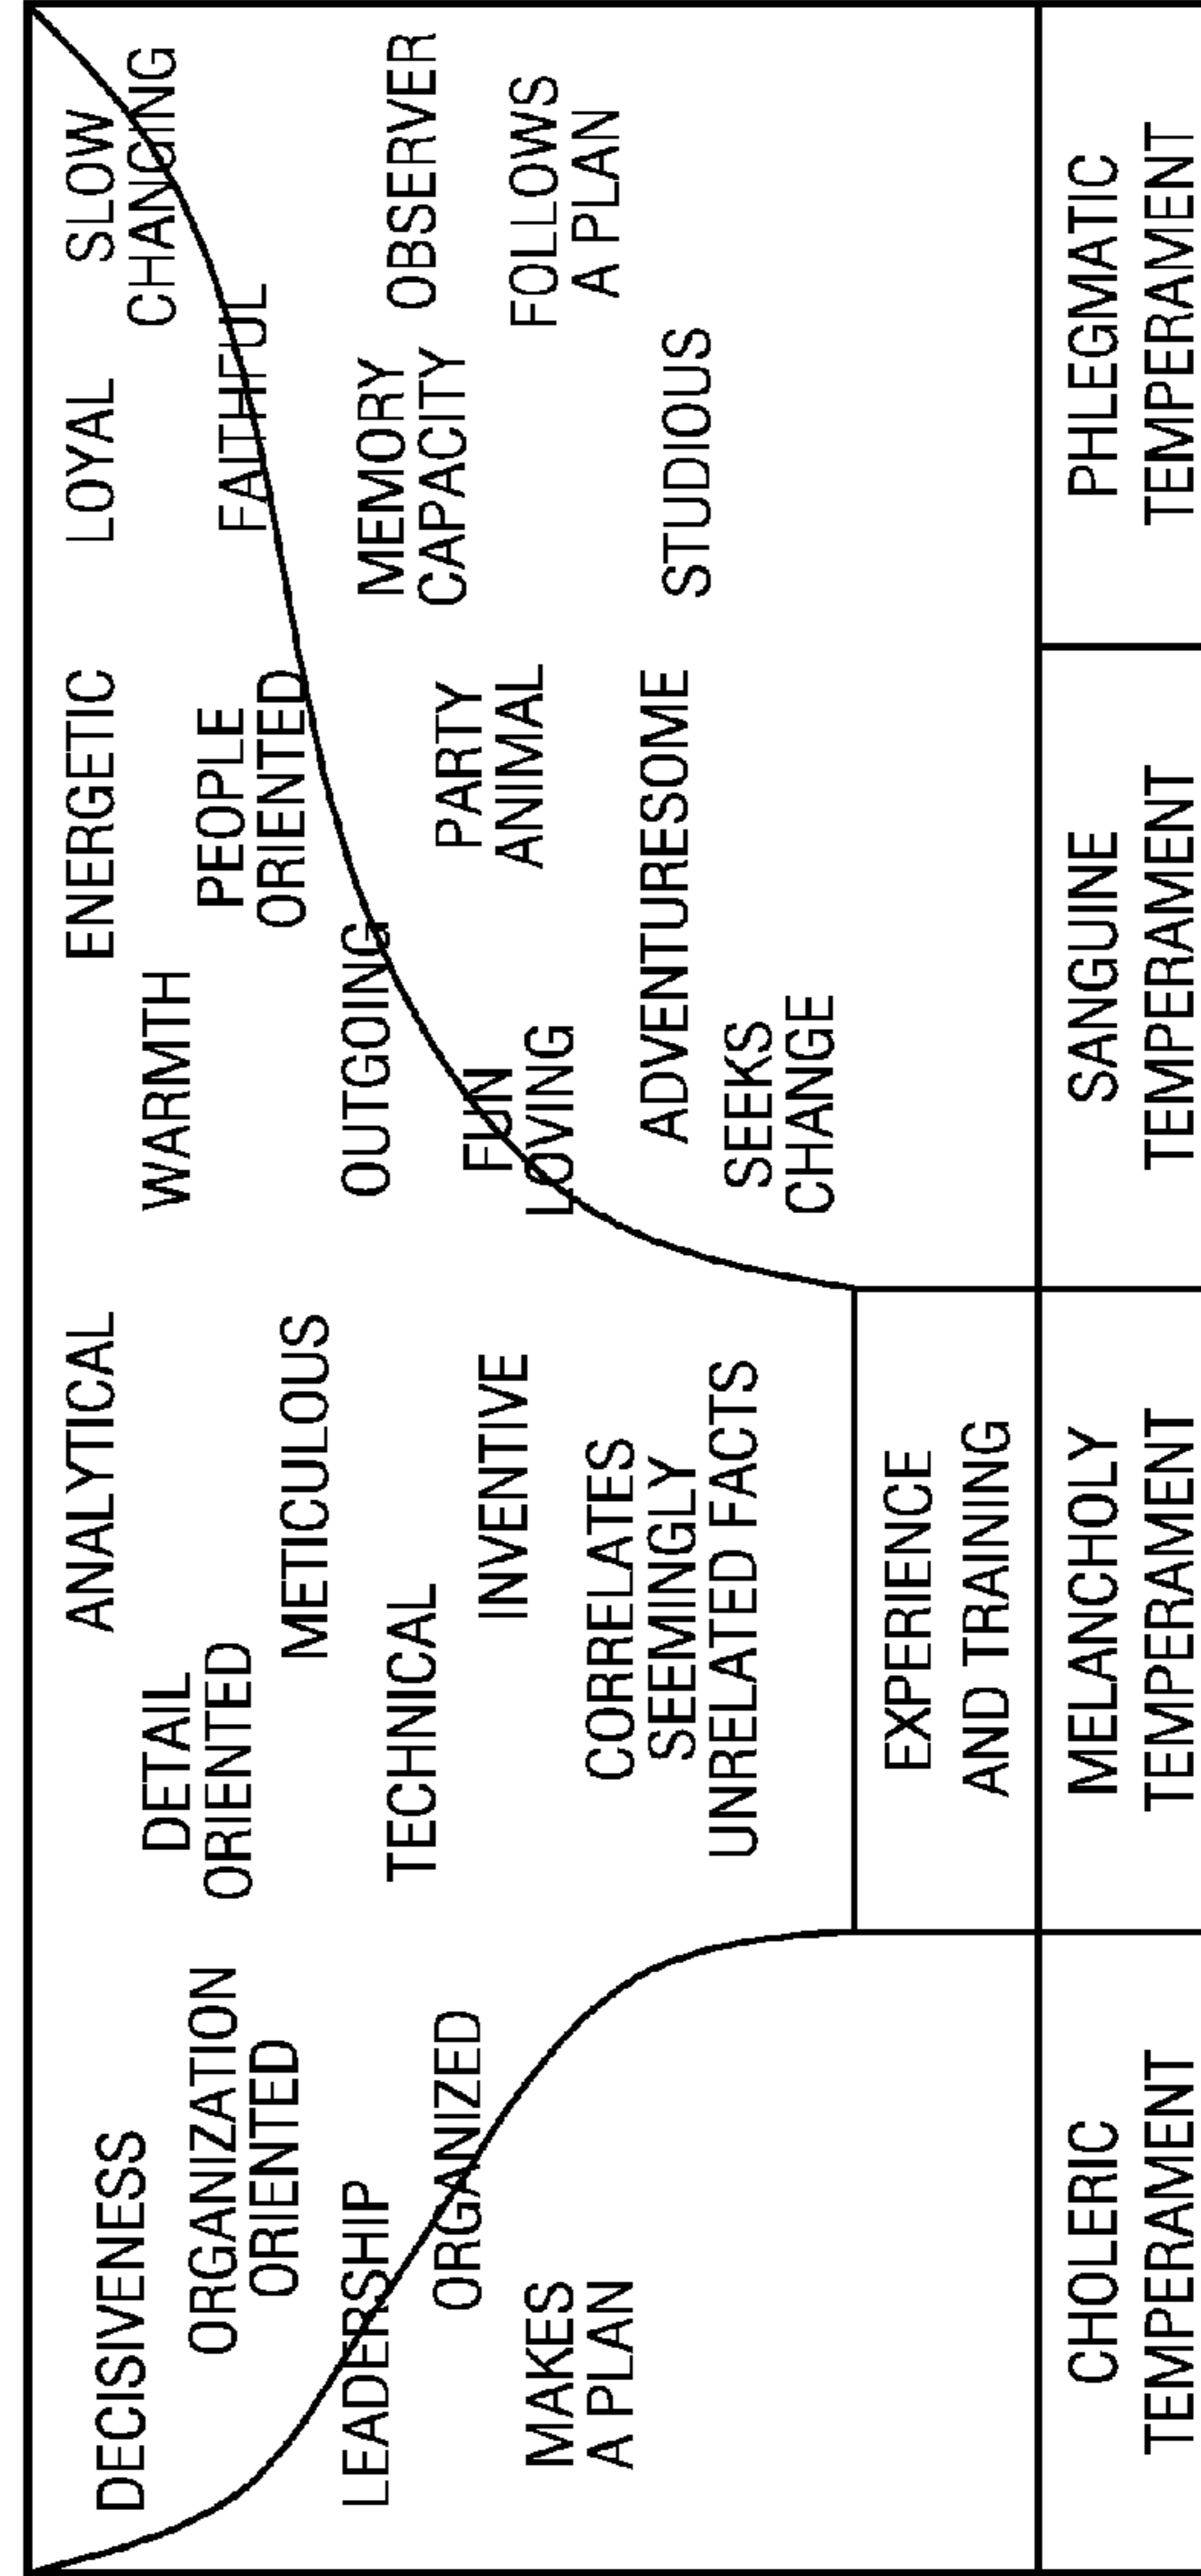 DECISIVENESS
ORGANIZATION
ORIENTED
LEADERSHIP
ORGANIZED
MAKES
A PLAN
ANALYTICAL
DETAIL
ORIENTED
METICULOUS
TECHNICAL
INVENTIVE
CORRELATES
SEEMINGLY
UNRELATED FACTS
EXPERIENCE
AND TRAINING
ENERGETIC
WARMTH
PEOPLE
ORIENTED
OUTGOING
PARTY
ANIMAL
FUN
LOVING
ADVENTURESOME
SEEKS
CHANGE
LOYAL
SLOW
CHANGING
FAITHFUL
MEMORY
CAPACITY
OBSERVER
FOLLOWS
A PLAN
STUDIOUS
CHOLERIC
TEMPERAMENT
MELANCHOLY
TEMPERAMENT
SANGUINE
TEMPERAMENT
PHLEGMATIC
TEMPERAMENT